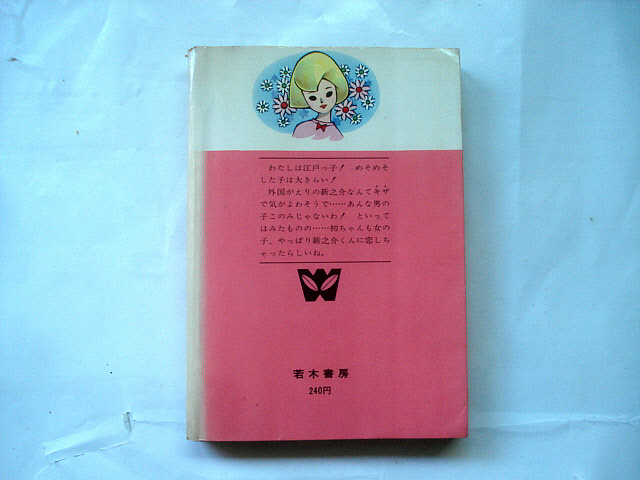 わたしは江戸っ子！ めそめそ
した子は大きらい！
外国がえりの新之介なんてキザ
で気がよわそうで……あんな男の
子このみじゃないわ！ といって
はみたものの……初ちゃんも女の
子、やっぱり新之介くんに恋しち
ゃったらしいね。
若木書房
240円